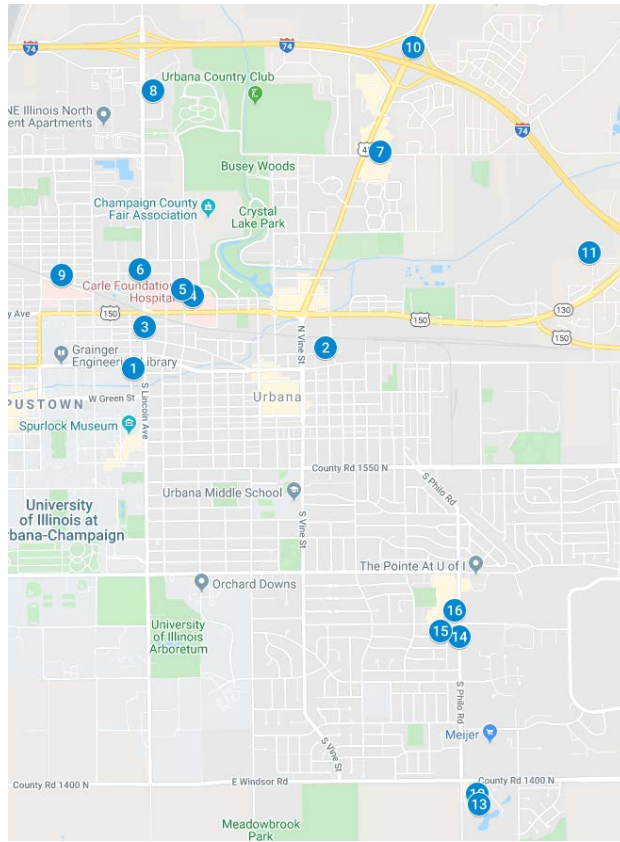 74
74
10
Urbana Country Club
8
NE Illinois North
ent Apartments
7
74
Busey Woods
Champaign County
Fair Association
Crystal
Lake Park
11
9
6
Carle Foundation
Hospital
5
4
130
y Ave
150
150
150
3
N Vine St
2
Grainger
Engineering Library
1
W Green St
S Lincoln Ave
Urbana
PUSTOWN
Spurlock Museum
County Rd 1550 N
S Philo Rd
Urbana Middle School
University
of Illinois at
rbana-Champaign
S Vine St
The Pointe At U of I
Orchard Downs
16
University
of Illinois
Arboretum
15
14
S Philo Rd
Meijer
S Vine St
County Rd 1400 N
E Windsor Rd
County Rd 1400 N
13
Meadowbrook
Park